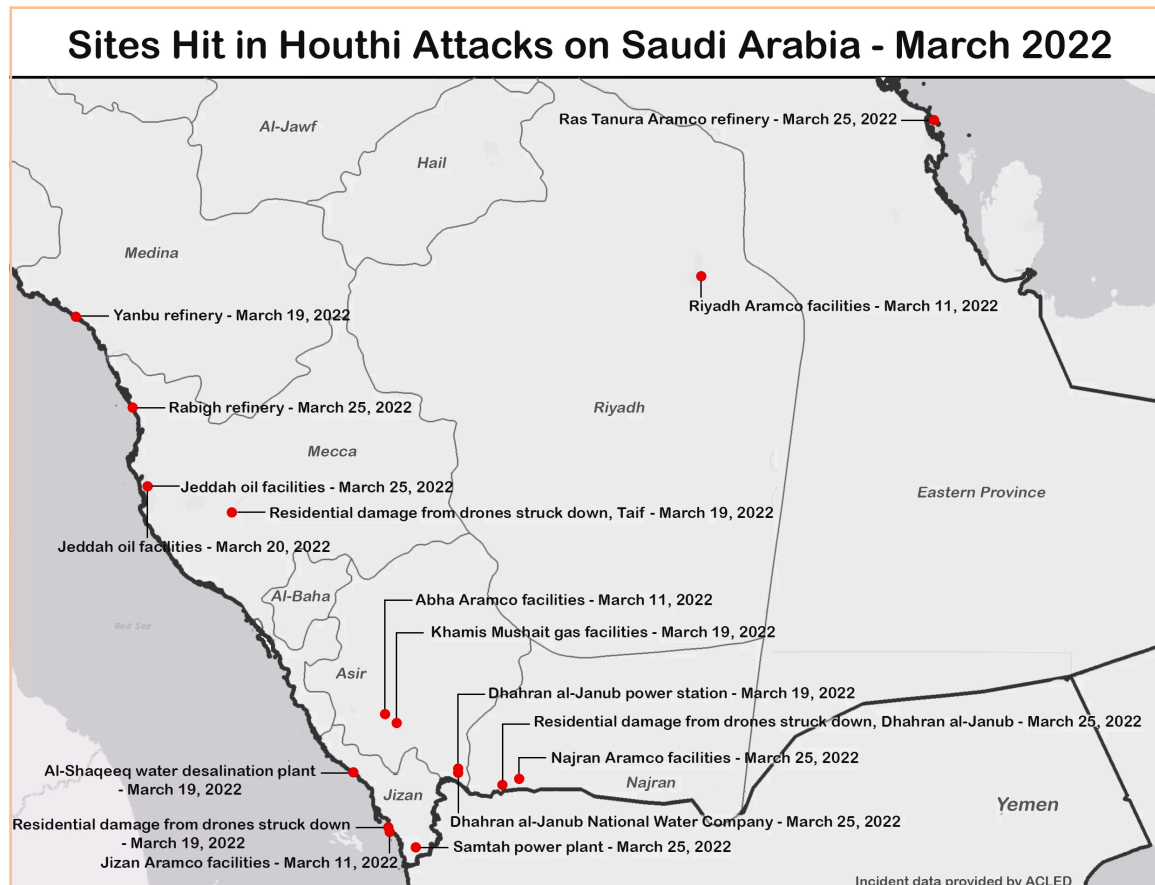 Sites Hit in Houthi Attacks on Saudi Arabia - March 2022
Ras Tanura Aramco refinery - March 25, 2022
Al-Jawf
Hail
Medina
Riyadh Aramco facilities - March 11, 2022
Yanbu refinery - March 19, 2022
Rabigh refinery - March 25, 2022
Riyadh
Mecca
Jeddah oil facilities - March 25, 2022
Eastern Province
Residential damage from drones struck down, Taif - March 19, 2022
Jeddah oil facilities - March 20, 2022
Al-Baha
Abha Aramco facilities - March 11, 2022
Red Sea
Khamis Mushait gas facilities - March 19, 2022
Asir
Dhahran al-Janub power station - March 19, 2022
Residential damage from drones struck down, Dhahran al-Janub - March 25, 2022
Najran Aramco facilities - March 25, 2022
Al-Shaqeeq water desalination plant
- March 19, 2022
Najran
Jizan
Yemen
Dhahran al-Janub National Water Company - March 25, 2022
Residential damage from drones struck down
- March 19, 2022
Samtah power plant - March 25, 2022
Jizan Aramco facilities - March 11, 2022
Incident data provided by ACLED